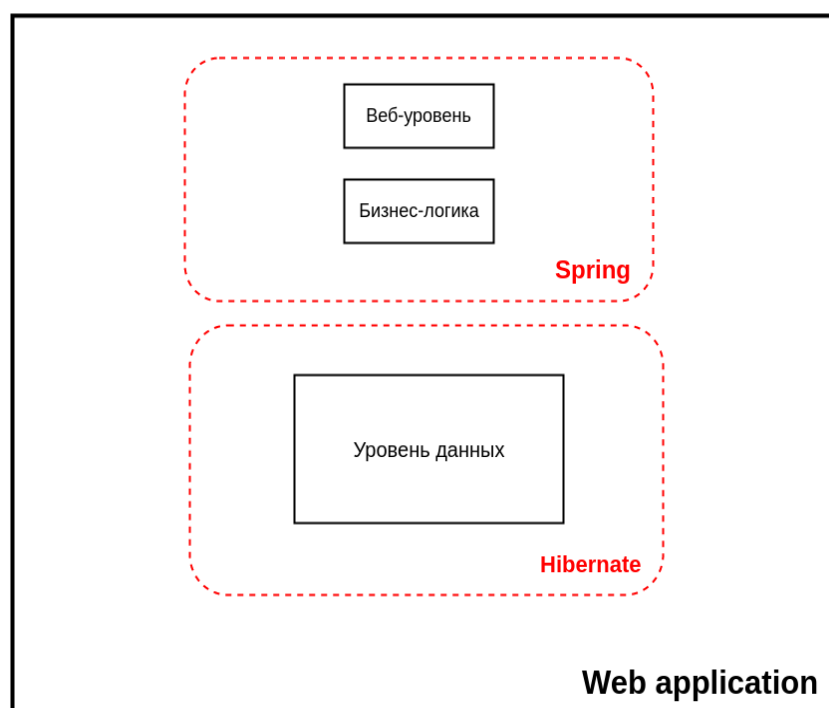 Веб-уровень
Бизнес-логика
Spring
Уровень данных
Hibernate
Web application